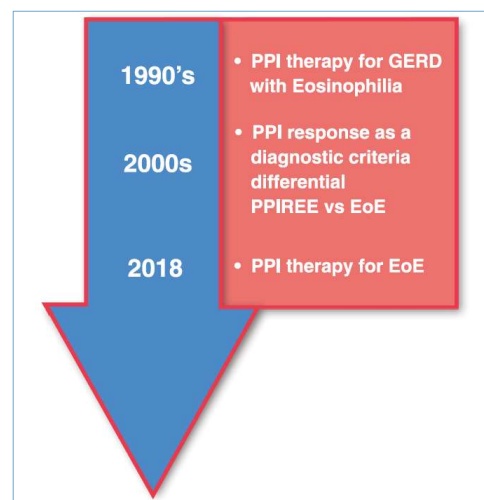 1990's
• PPI therapy for GERD
with Eosinophilia
2000s
• PPI response as a
diagnostic criteria
differential
PPIREE vs EoE
2018
• PPI therapy for EoE